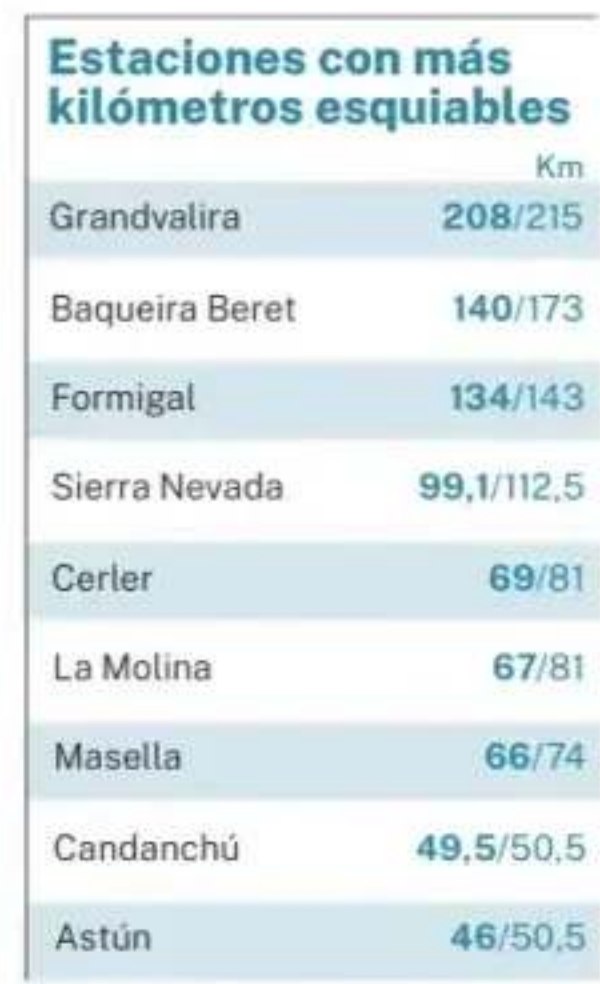 Estaciones con más
kilómetros esquiables
Km
Grandvalira 208/215
Baqueira Beret 140/173
Formigal 134/143
Sierra Nevada 99,1/112,5
Cerler 69/81
La Molina 67/81
Masella 66/74
Candanchú 49,5/50,5
Astún 46/50,5